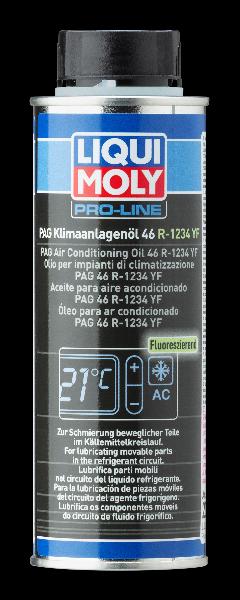 LIQUI
MOLY
PRO-LINE
PAG Klimaanlagenöl 46 R-1234 YF
PAG Air Conditioning Oil 46 R-1234 YF
Olio per impianti di climatizzazione
PAG 46 R-1234 YF
Aceite para aire acondicionado
PAG 46 R-1234 YF
Óleo para ar condicionado
PAG 46 R-1234 YF
Fluoreszierend
21°C
+
-
AC
Zur Schmierung beweglicher Teile
im Kältemittelkreislauf.
For lubricating movable parts
in the refrigerant circuit.
Lubrifica parti mobili
nel circuito del liquido refrigerante.
Para la lubricación de piezas móviles
del circuito del agente frigorígeno.
Lubrifica os componentes móveis
do circuito de fluido frigorífico.